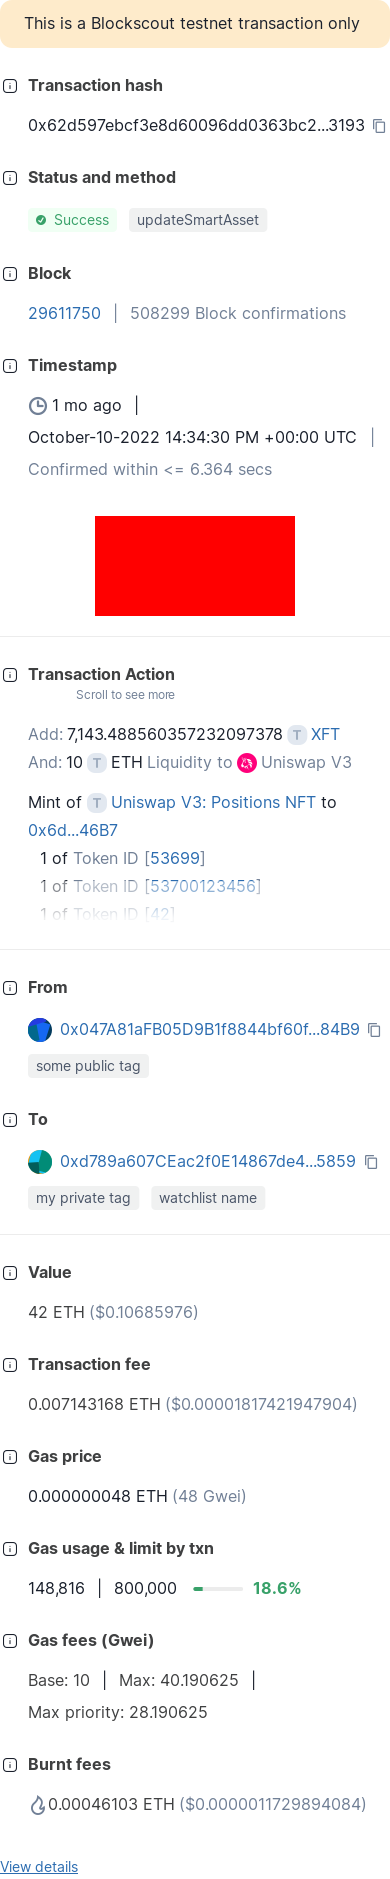 This is a Blockscout testnet transaction only
Transaction hash
0x62d597ebcf3e8d60096dd0363bc2...3193
Status and method
Success updateSmartAsset
Block
29611750 | 508299 Block confirmations
Timestamp
1 mo ago |
October-10-2022 14:34:30 PM +00:00 UTC |
Confirmed within <= 6.364 secs
Transaction Action
Scroll to see more
Add: 7,143.488560357232097378 T XFT
And: 10 T ETH Liquidity to Uniswap V3
Mint of T Uniswap V3: Positions NFT to
0x6d...46B7
1 of Token ID [53699]
1 of Token ID [53700123456]
1 of Token ID [42]
From
0x047A81aFB05D9B1f8844bf60f...84B9
some public tag
To
0xd789a607CEac2f0E14867de4...5859
my private tag watchlist name
Value
42 ETH ($0.10685976)
Transaction fee
0.007143168 ETH ($0.00001817421947904)
Gas price
0.000000048 ETH (48 Gwei)
Gas usage & limit by txn
148,816 | 800,000 18.6%
Gas fees (Gwei)
Base: 10 | Max: 40.190625 |
Max priority: 28.190625
Burnt fees
0.00046103 ETH ($0.0000011729894084)
View details